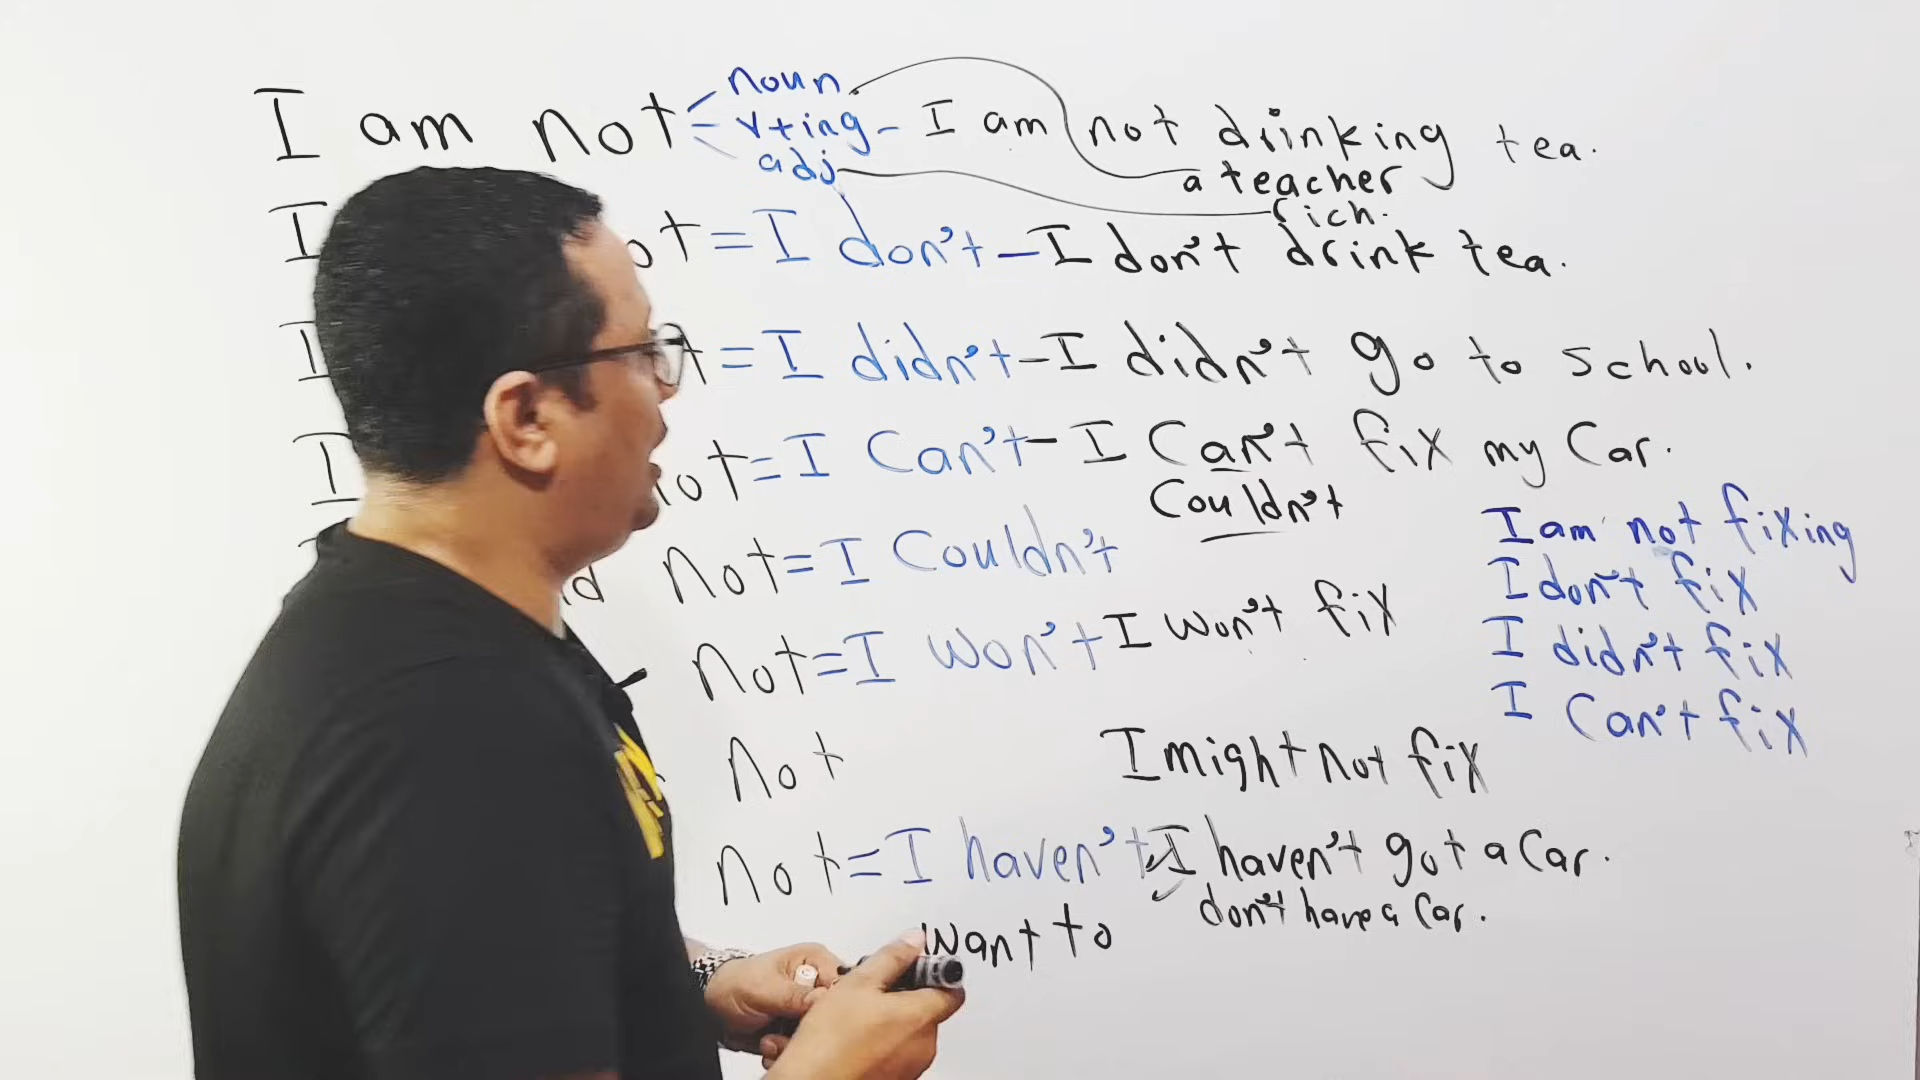 I am not noun
v+ing - I am not drinking tea.
adj a teacher
rich.
I = I don't - I don't drink tea.
I = I didn't - I didn't go to school.
I not = I Can't - I Can't fix my Car.
Couldn't
not = I Couldn't
not = I won't I won't fix
not I might not fix
not = I haven't I haven't got a Car.
don't have a Car.
want to
I am not fixing
I don't fix
I didn't fix
I Can't fix